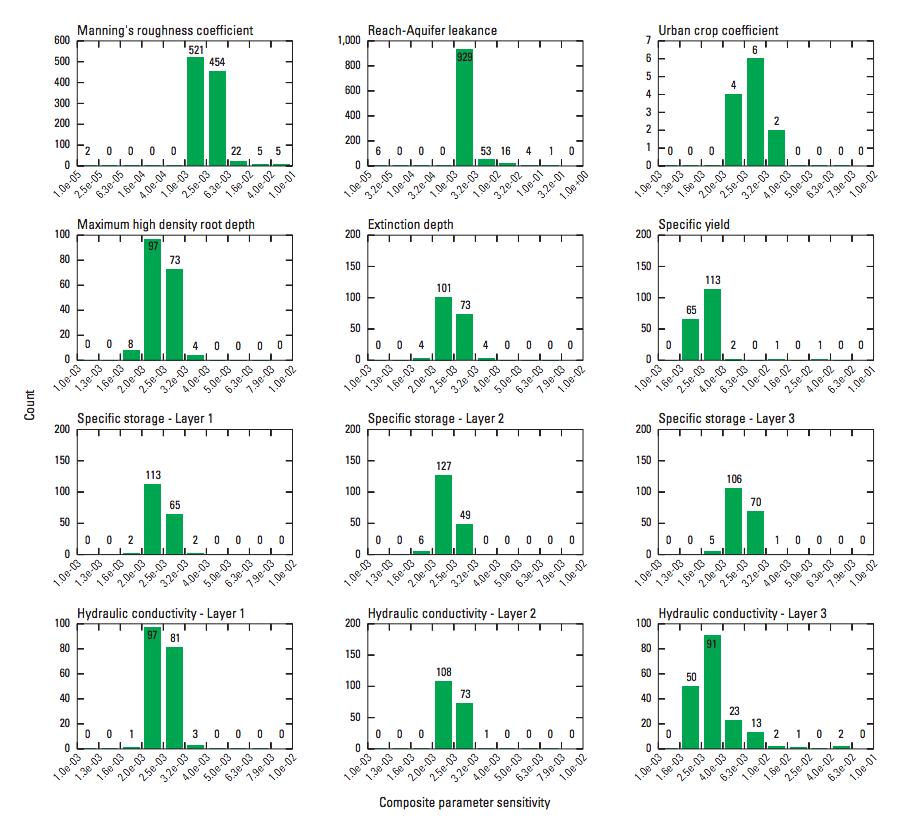 Manning's roughness coefficient
600
500
400
300
200
100
0
2 0 0 0 0 521 454 22 5 5
1.0e-05 2.5e-05 6.3e-05 1.6e-04 4.0e-04 1.0e-03 2.5e-03 6.3e-03 1.6e-02 4.0e-02 1.0e-01
Reach-Aquifer leakance
1,000
800
600
400
200
0
6 0 0 0 929 53 16 4 1 0
1.0e-05 3.2e-05 1.0e-04 3.2e-04 1.0e-03 3.2e-03 1.0e-02 3.2e-02 1.0e-01 3.2e-01 1.0e+00
Urban crop coefficient
7
6
5
4
3
2
1
0
0 0 0 4 6 2 0 0 0 0
1.0e-03 1.3e-03 1.6e-03 2.0e-03 2.5e-03 3.2e-03 4.0e-03 5.0e-03 6.3e-03 7.9e-03 1.0e-02
Maximum high density root depth
100
80
60
40
20
0
0 0 8 97 73 4 0 0 0 0
1.0e-03 1.3e-03 1.6e-03 2.0e-03 2.5e-03 3.2e-03 4.0e-03 5.0e-03 6.3e-03 7.9e-03 1.0e-02
Extinction depth
200
150
100
50
0
0 0 4 101 73 4 0 0 0 0
1.0e-03 1.3e-03 1.6e-03 2.0e-03 2.5e-03 3.2e-03 4.0e-03 5.0e-03 6.3e-03 7.9e-03 1.0e-02
Specific yield
200
150
100
50
0
0 65 113 2 0 1 0 1 0 0
1.0e-03 1.6e-03 2.5e-03 4.0e-03 6.3e-03 1.0e-02 1.6e-02 2.5e-02 4.0e-02 6.3e-02 1.0e-01
Count
Specific storage - Layer 1
200
150
100
50
0
0 0 2 113 65 2 0 0 0 0
1.0e-03 1.3e-03 1.6e-03 2.0e-03 2.5e-03 3.2e-03 4.0e-03 5.0e-03 6.3e-03 7.9e-03 1.0e-02
Specific storage - Layer 2
200
150
100
50
0
0 0 6 127 49 0 0 0 0 0
1.0e-03 1.3e-03 1.6e-03 2.0e-03 2.5e-03 3.2e-03 4.0e-03 5.0e-03 6.3e-03 7.9e-03 1.0e-02
Specific storage - Layer 3
200
150
100
50
0
0 0 5 106 70 1 0 0 0 0
1.0e-03 1.3e-03 1.6e-03 2.0e-03 2.5e-03 3.2e-03 4.0e-03 5.0e-03 6.3e-03 7.9e-03 1.0e-02
Hydraulic conductivity - Layer 1
100
80
60
40
20
0
0 0 1 97 81 3 0 0 0 0
1.0e-03 1.3e-03 1.6e-03 2.0e-03 2.5e-03 3.2e-03 4.0e-03 5.0e-03 6.3e-03 7.9e-03 1.0e-02
Hydraulic conductivity - Layer 2
200
150
100
50
0
0 0 0 108 73 1 0 0 0 0
1.0e-03 1.3e-03 1.6e-03 2.0e-03 2.5e-03 3.2e-03 4.0e-03 5.0e-03 6.3e-03 7.9e-03 1.0e-02
Hydraulic conductivity - Layer 3
100
80
60
40
20
0
0 50 91 23 13 2 1 0 2 0
1.0e-03 1.6e-03 2.5e-03 4.0e-03 6.3e-03 1.0e-02 1.6e-02 2.5e-02 4.0e-02 6.3e-02 1.0e-01
Composite parameter sensitivity